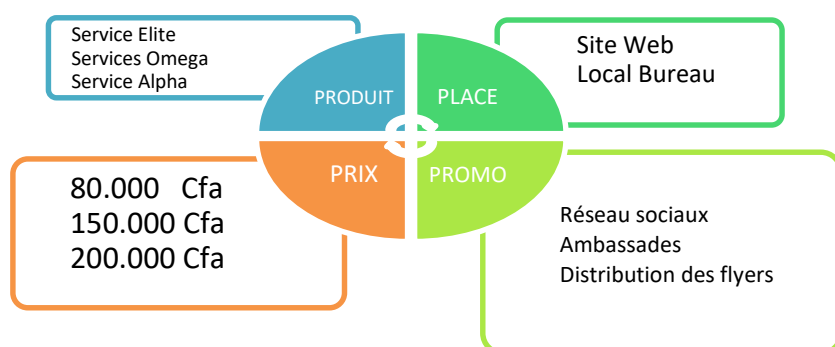 Service Elite
Services Omega
Service Alpha
PRODUIT
PLACE
Site Web
Local Bureau
80.000 Cfa
150.000 Cfa
200.000 Cfa
PRIX
PROMO
Réseau sociaux
Ambassades
Distribution des flyers